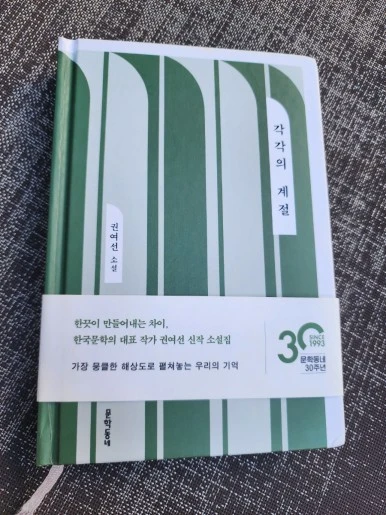 각각의 계절
권여선 소설
한끗이 만들어내는 차이,
한국문학의 대표 작가 권여선 신작 소설집
가장 뭉클한 해상도로 펼쳐놓는 우리의 기억
30
SINCE
1993
문학동네
30주년
문학동네